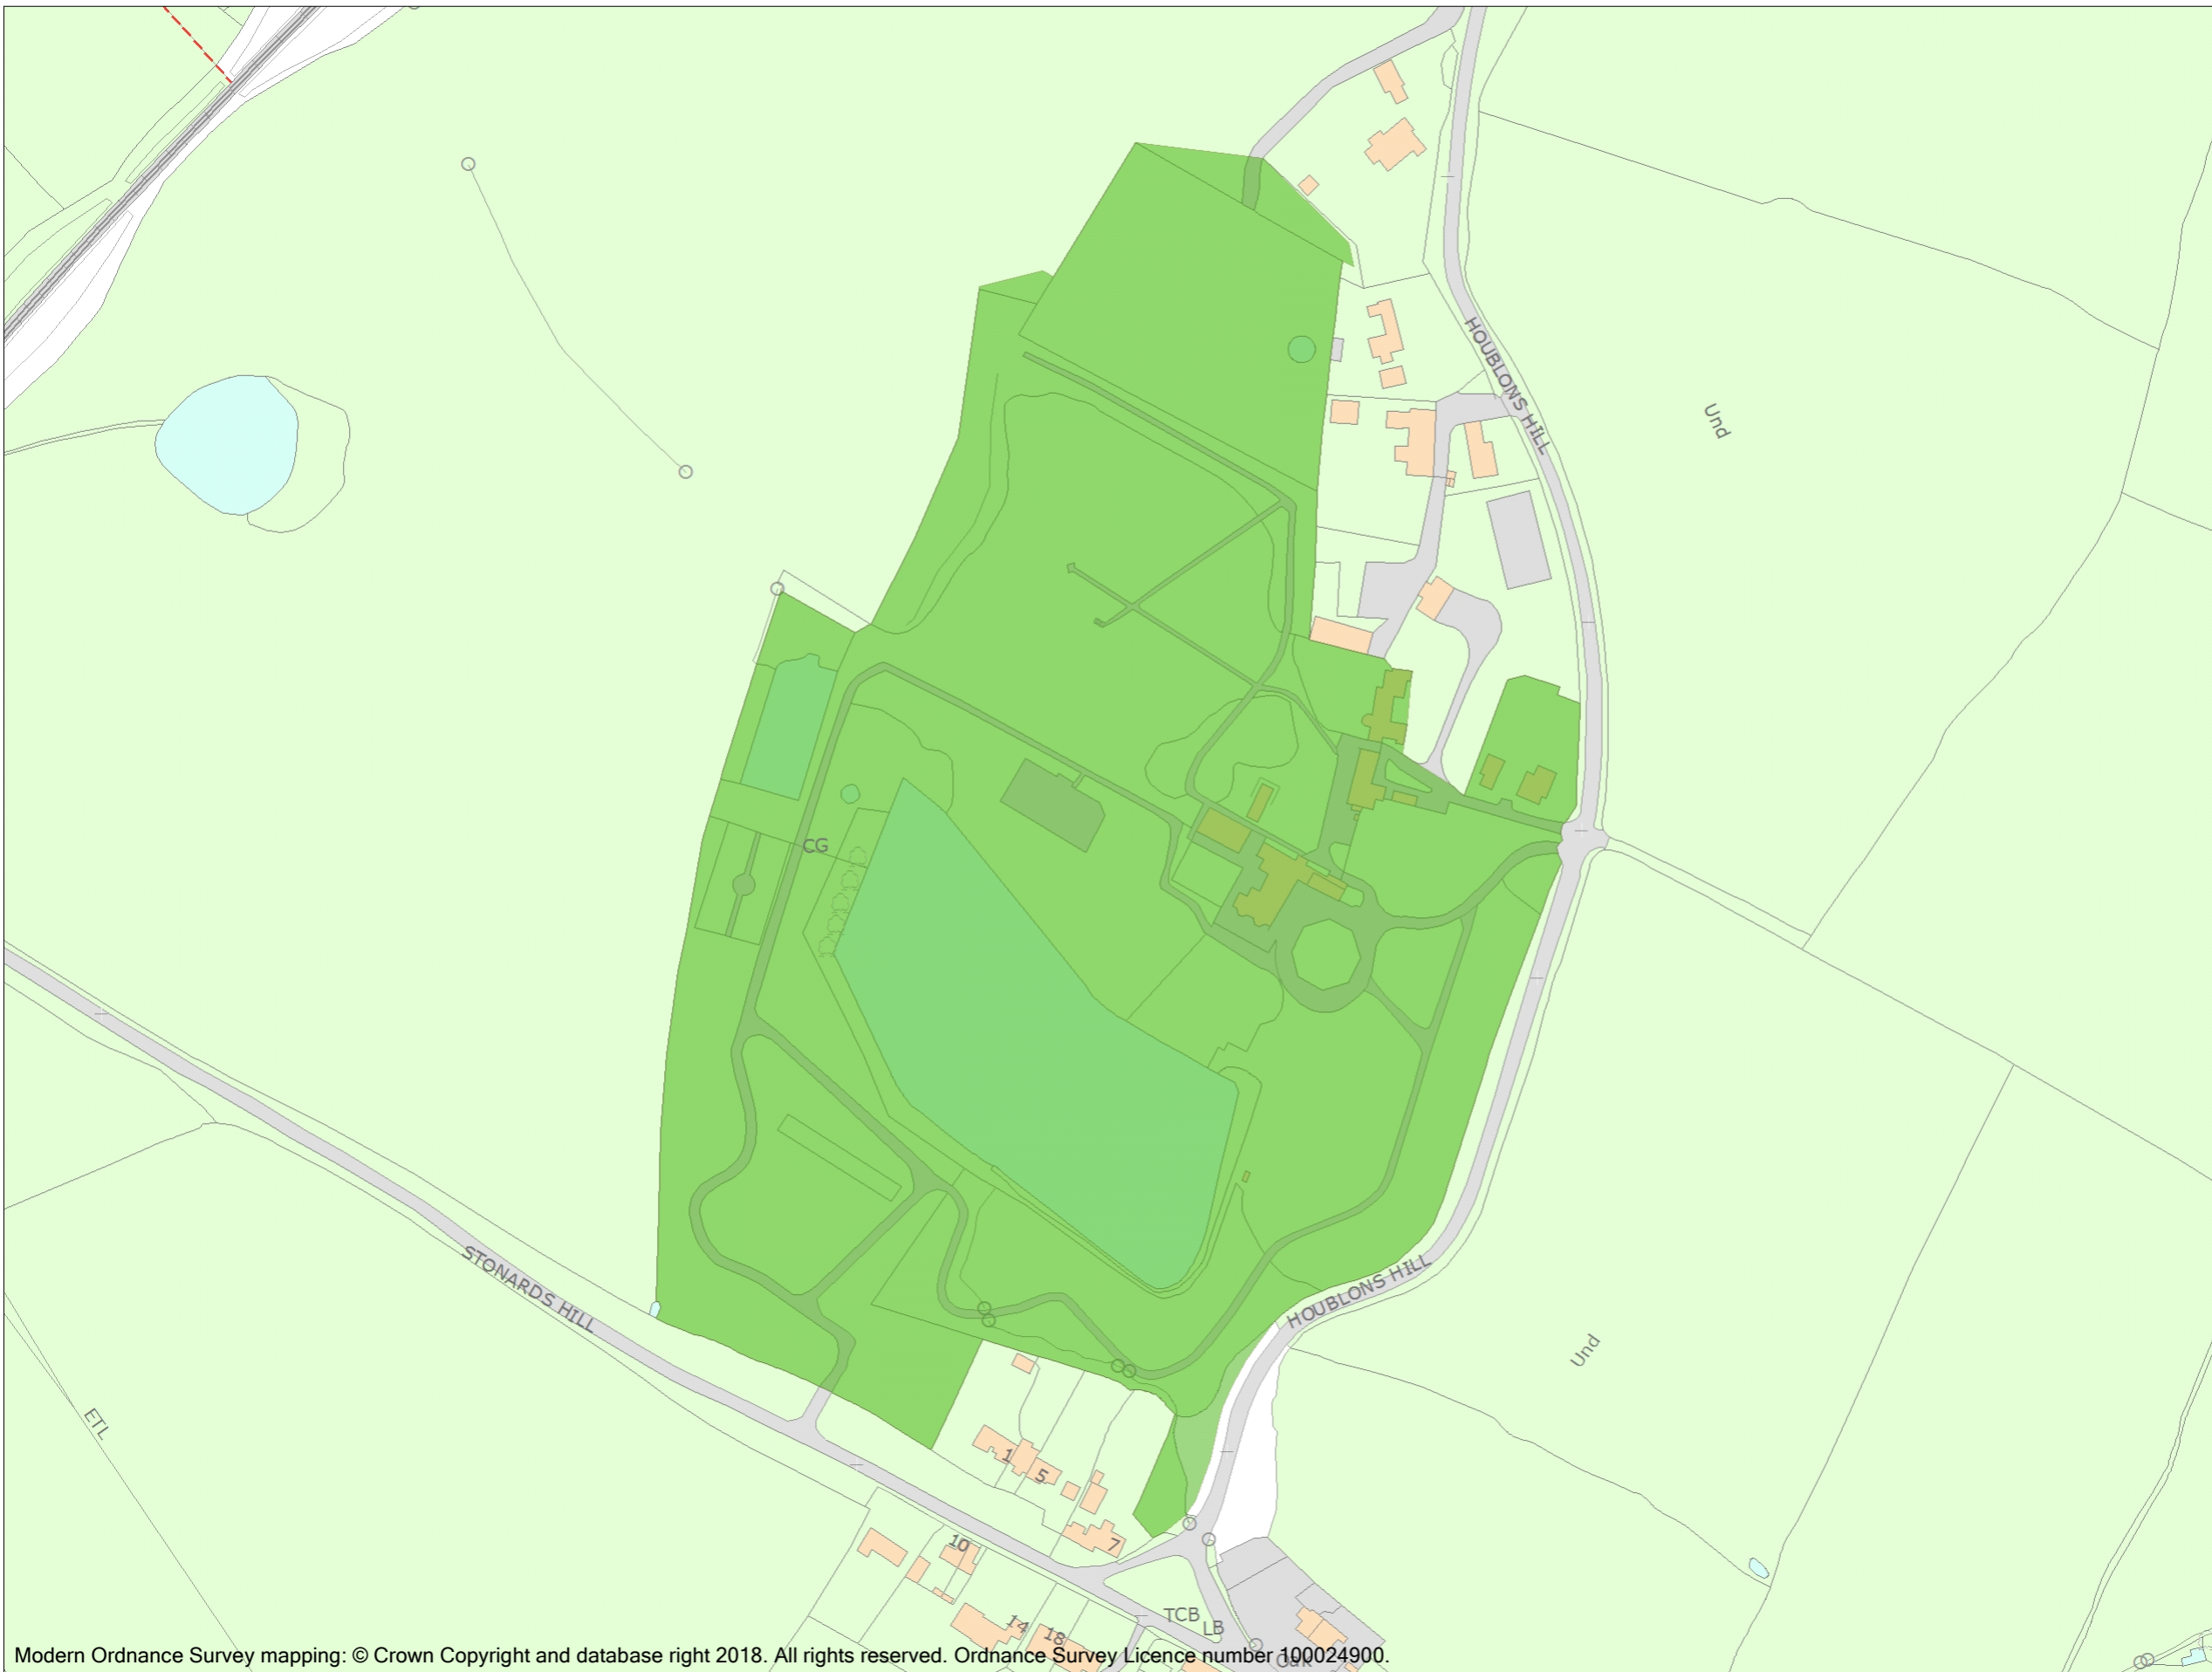 HOUBLONS HILL
Und
CG
STONARDS HILL
HOUBLONS HILL
Und
ETL
1
5
7
10
TCB
LB
14
18
Oak
Modern Ordnance Survey mapping: © Crown Copyright and database right 2018. All rights reserved. Ordnance Survey Licence number 100024900.